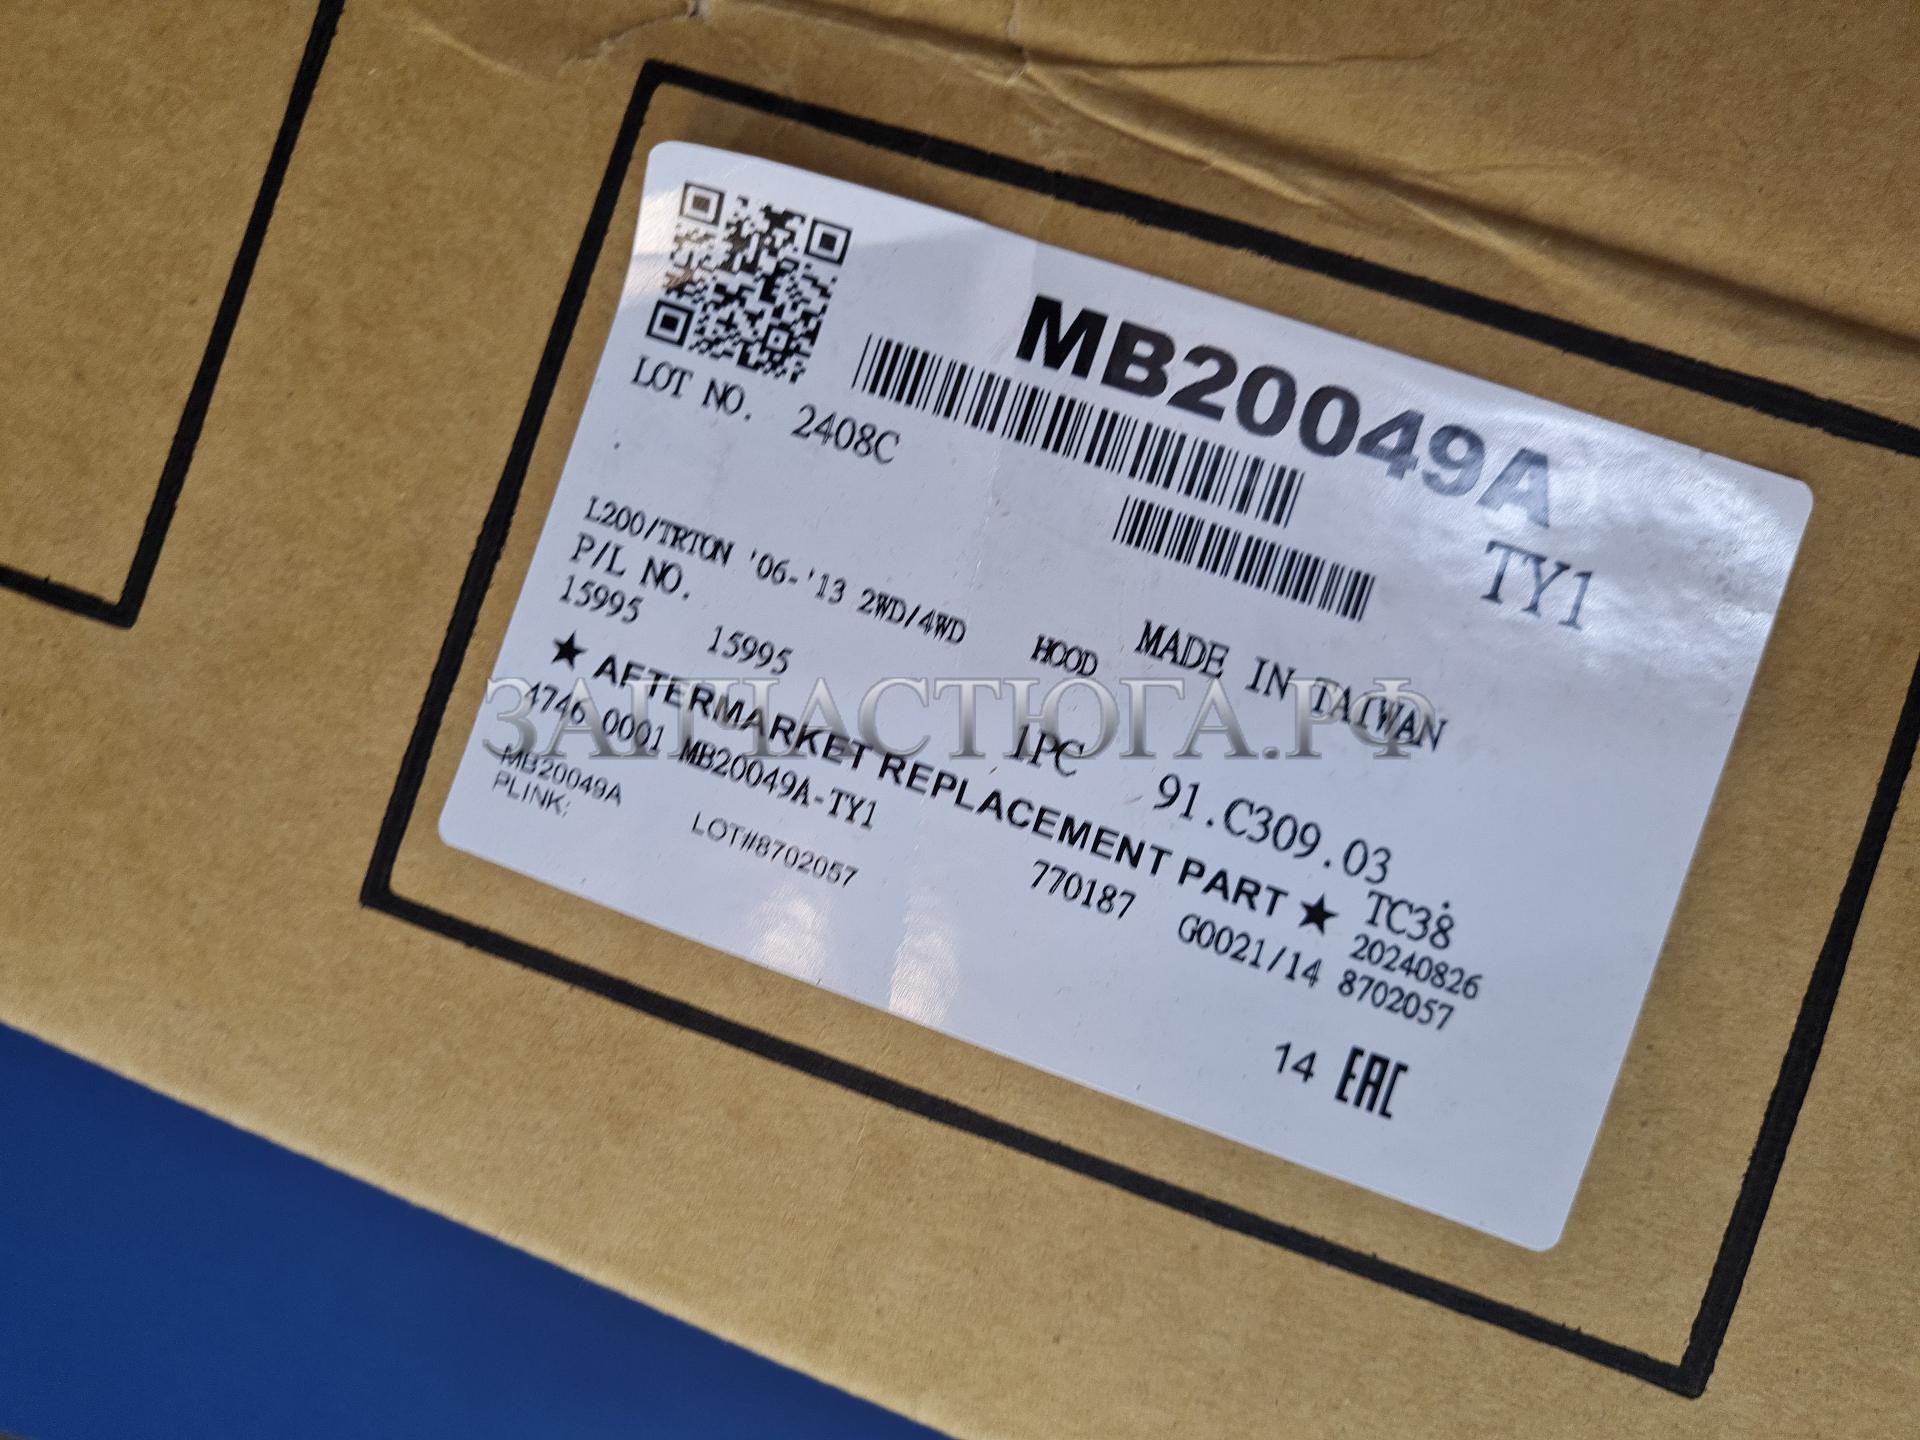 MB20049A
TY1
LOT NO. 2408C
L200/TRTON '06-'13 2WD/4WD HOOD MADE IN TAIWAN
P/L NO.
15995 15995 1PC 91.C309.03
★ AFTERMARKET REPLACEMENT PART ★ TC38
4746 0001 MB20049A-TY1 770187 G0021/14 20240826
8702057
MB20049A LOT#8702057
PLINK;
14 EAC
ЗАПЧАСТЮГА.РФ